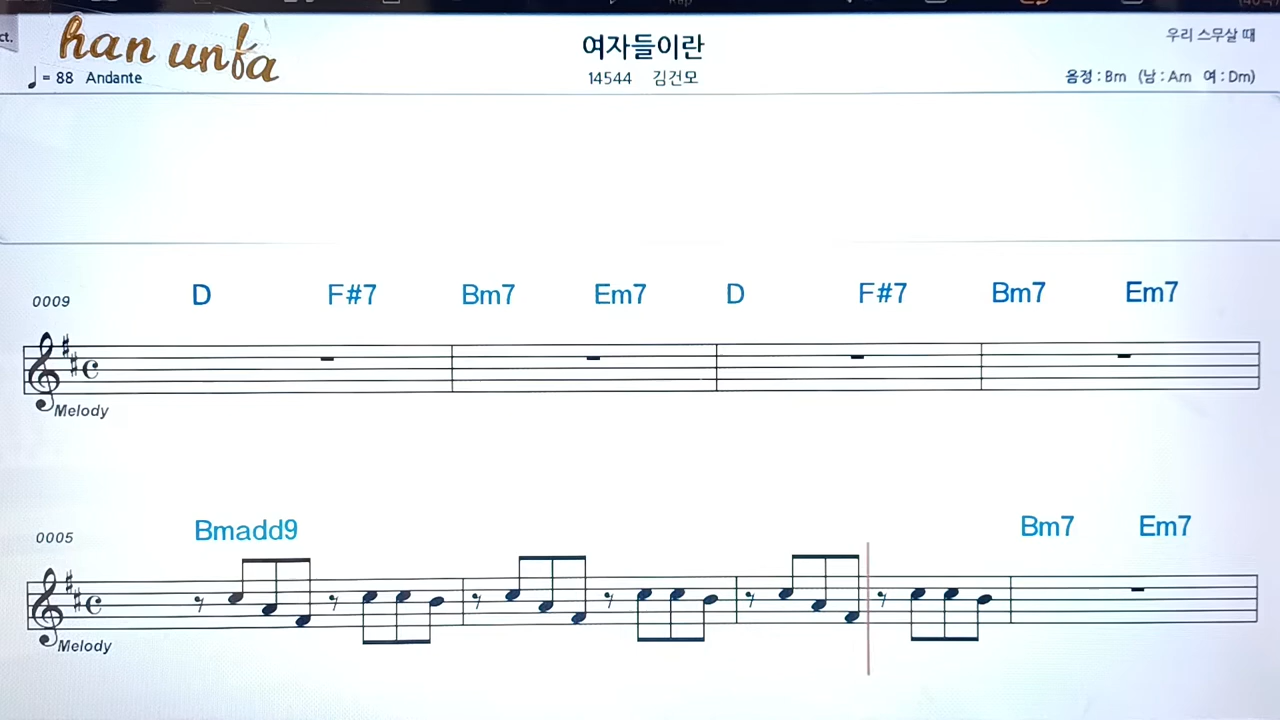 ct.
han unfa
여자들이란
우리 스무살 때
♩= 88 Andante
14544 김건모
음정 : Bm (남 : Am 여 : Dm)
0009
D F#7 Bm7 Em7 D F#7 Bm7 Em7
Melody
0005
Bmadd9 Bm7 Em7
Melody